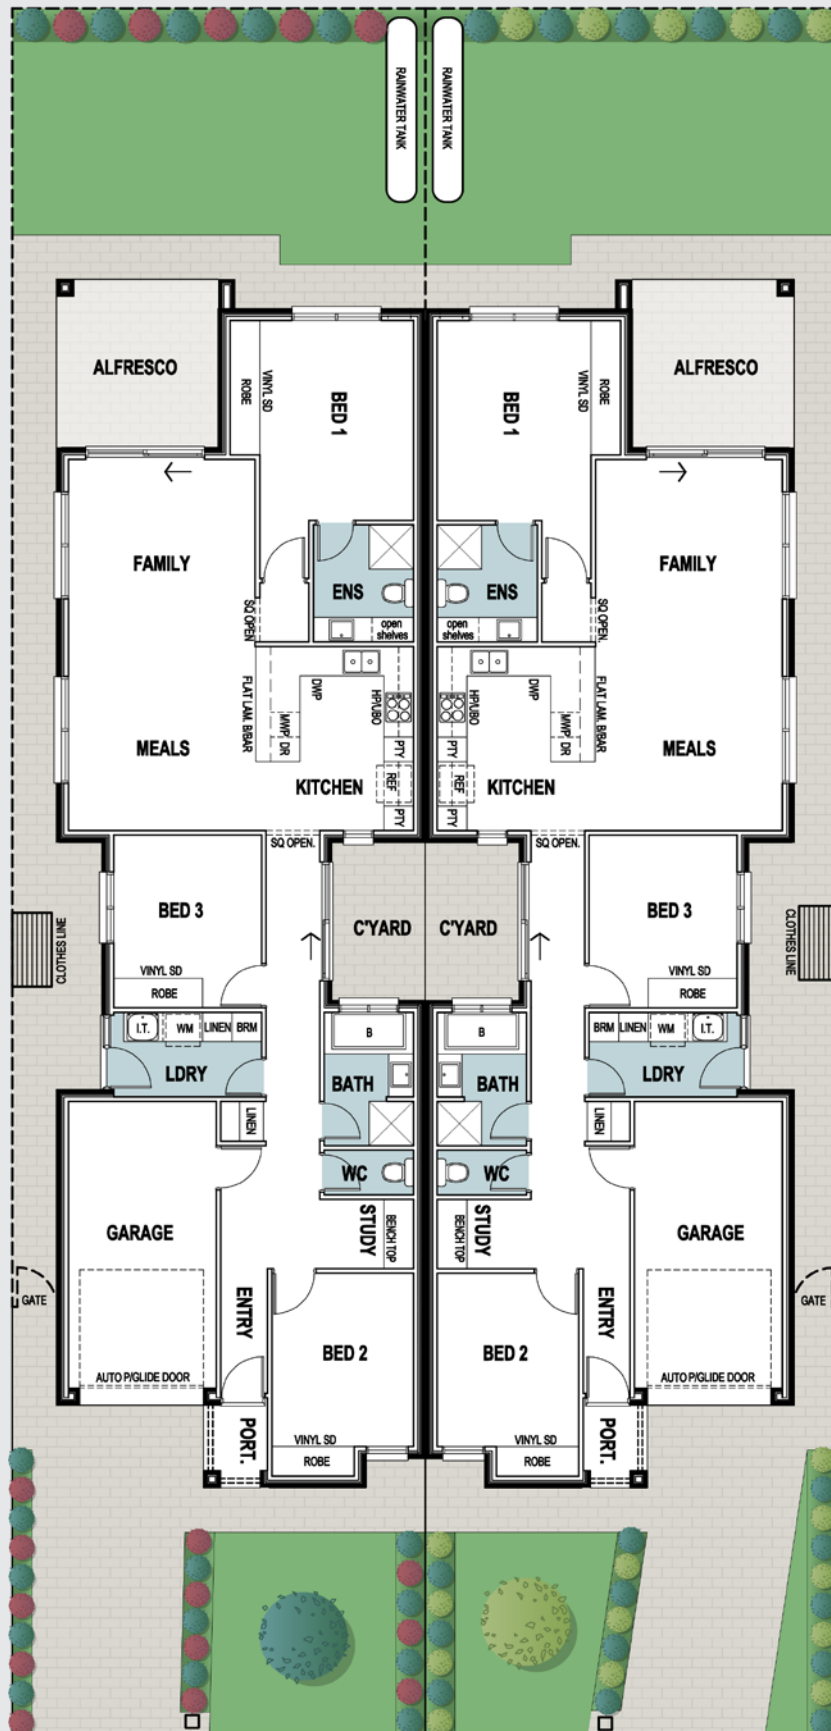 RAINWATER TANK
RAINWATER TANK
ALFRESCO
ROBE
VINYL SD
BED 1
BED 1
VINYL SD
ROBE
ALFRESCO
FAMILY
ENS
ENS
FAMILY
SQ OPEN.
open
shelves
open
shelves
SQ OPEN.
FLAT LAM. B/BAR
DWP
HP/UBO
DWP
FLAT LAM. B/BAR
MEALS
MWP
DR
PTY
PTY
MWP
DR
MEALS
KITCHEN
REF
REF
KITCHEN
PTY
PTY
SQ OPEN.
SQ OPEN.
BED 3
C'YARD
C'YARD
BED 3
CLOTHES LINE
CLOTHES LINE
VINYL SD
ROBE
VINYL SD
ROBE
I.T.
WM
LINEN
BRM
B
B
BRM
LINEN
WM
I.T.
LDRY
BATH
BATH
LDRY
LINEN
LINEN
WC
WC
GARAGE
STUDY
BENCH TOP
BENCH TOP
STUDY
GARAGE
GATE
ENTRY
ENTRY
GATE
BED 2
BED 2
AUTO P/GLIDE DOOR
AUTO P/GLIDE DOOR
PORT.
VINYL SD
VINYL SD
PORT.
ROBE
ROBE